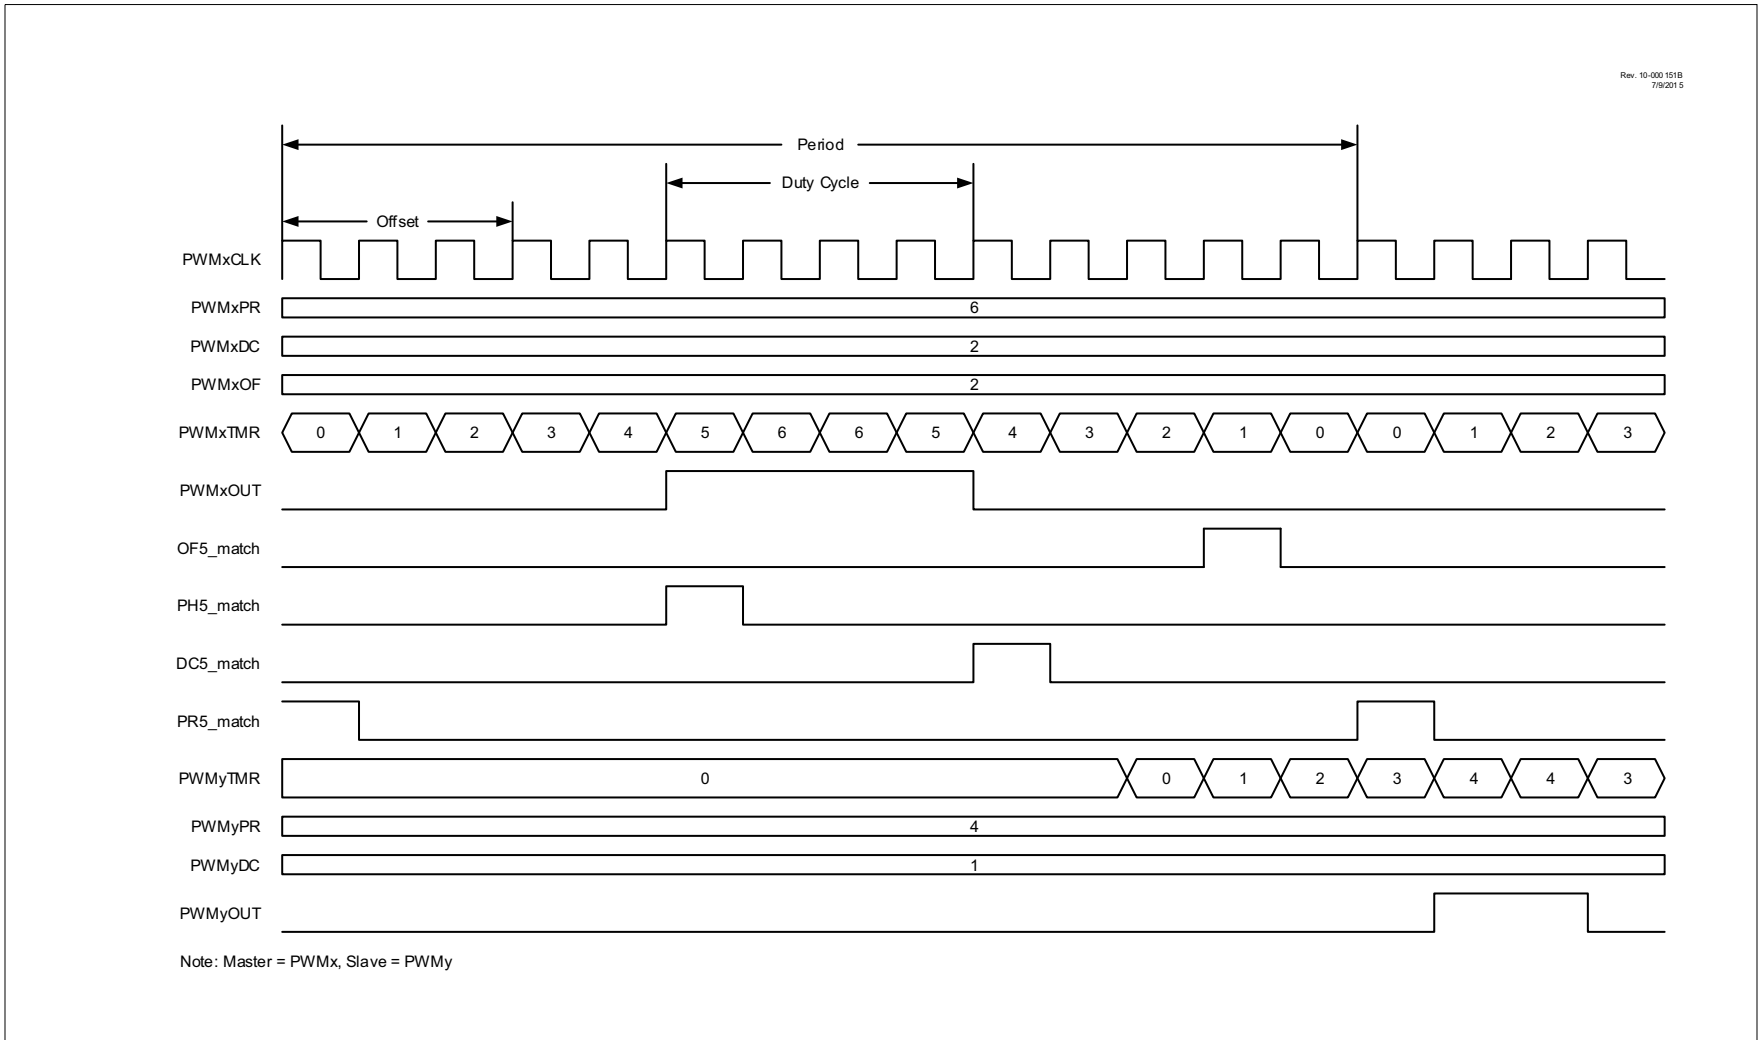 Rev. 10-000 151B
7/9/201 5
Period
Duty Cycle
Offset
PWMxCLK
PWMxPR 6
PWMxDC 2
PWMxOF 2
PWMxTMR 0 1 2 3 4 5 6 6 5 4 3 2 1 0 0 1 2 3
PWMxOUT
OF5_match
PH5_match
DC5_match
PR5_match
PWMyTMR 0 0 1 2 3 4 4 3
PWMyPR 4
PWMyDC 1
PWMyOUT
Note: Master = PWMx, Slave = PWMy